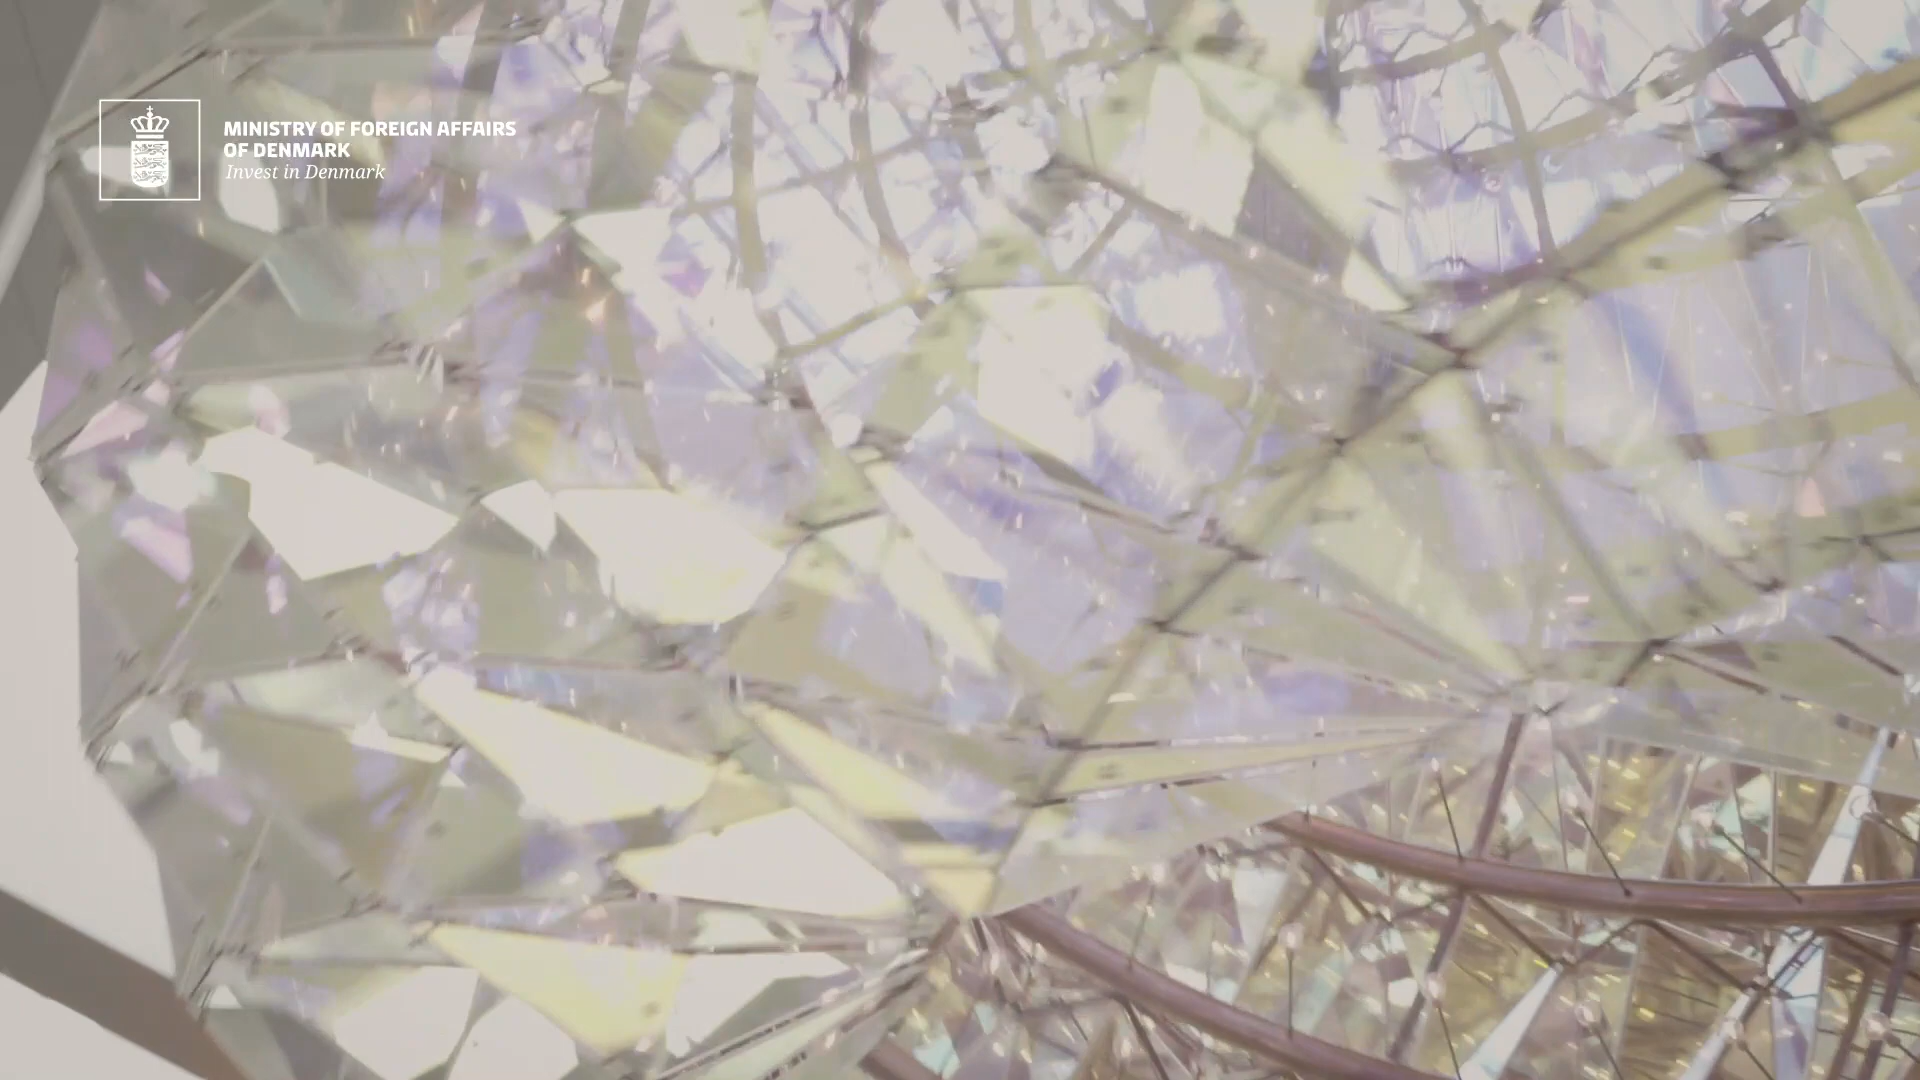 MINISTRY OF FOREIGN AFFAIRS
OF DENMARK
Invest in Denmark